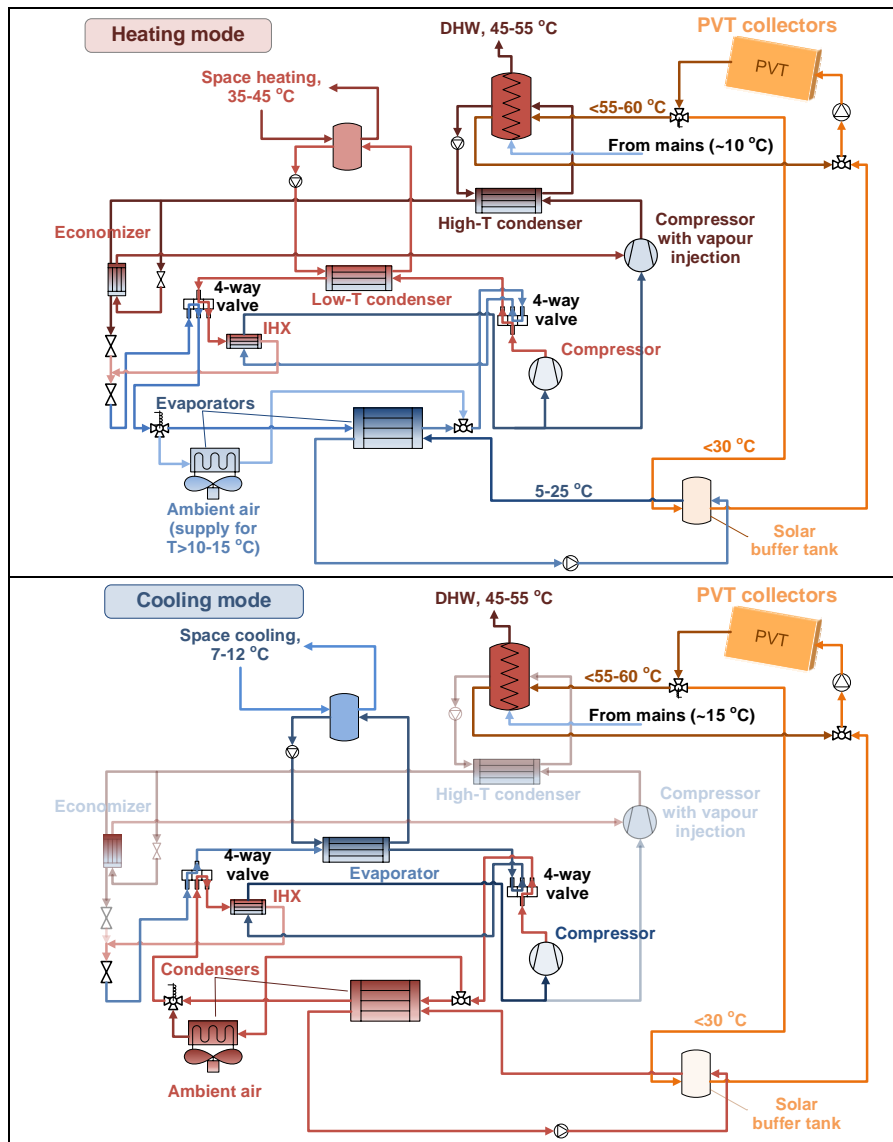 Heating mode
DHW, 45-55 °C
PVT collectors
PVT
Space heating,
35-45 °C
<55-60 °C
From mains (~10 °C)
High-T condenser
Compressor
with vapour
injection
Economizer
4-way
valve
Low-T condenser
4-way
valve
IHX
Compressor
Evaporators
<30 °C
5-25 °C
Ambient air
(supply for
T>10-15 °C)
Solar
buffer tank
Cooling mode
DHW, 45-55 °C
PVT collectors
PVT
Space cooling,
7-12 °C
<55-60 °C
From mains (~15 °C)
High-T condenser
Compressor
with vapour
injection
Economizer
4-way
valve
Evaporator
4-way
valve
IHX
Compressor
Condensers
<30 °C
Ambient air
Solar
buffer tank